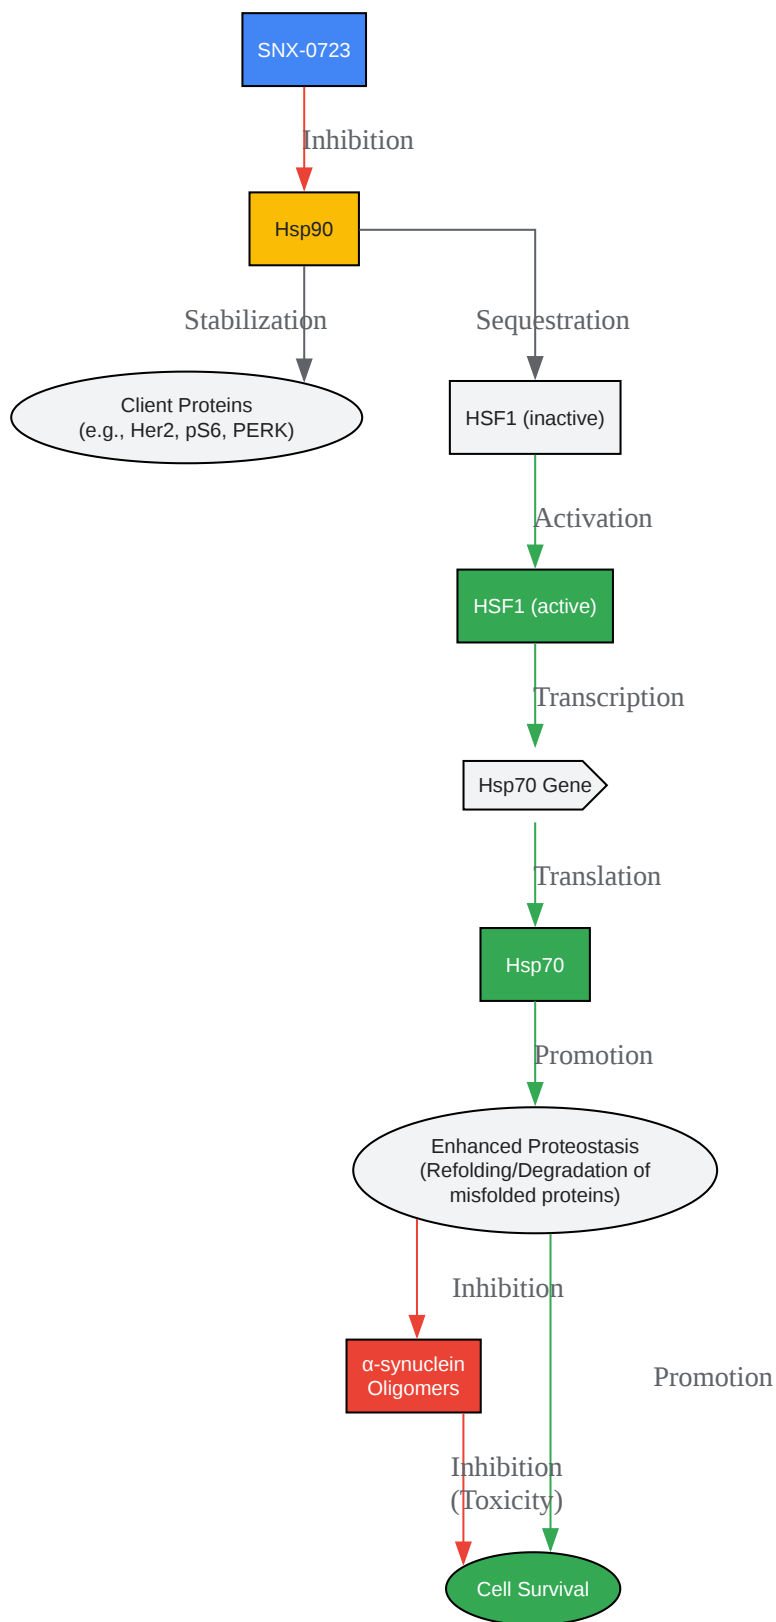 SNX-0723
Inhibition
Hsp90
Stabilization
Sequestration
Client Proteins
(e.g., Her2, pS6, PERK)
HSF1 (inactive)
Activation
HSF1 (active)
Transcription
Hsp70 Gene
Translation
Hsp70
Promotion
Enhanced Proteostasis
(Refolding/Degradation of
misfolded proteins)
Inhibition
α-synuclein
Oligomers
Promotion
Inhibition
(Toxicity)
Cell Survival